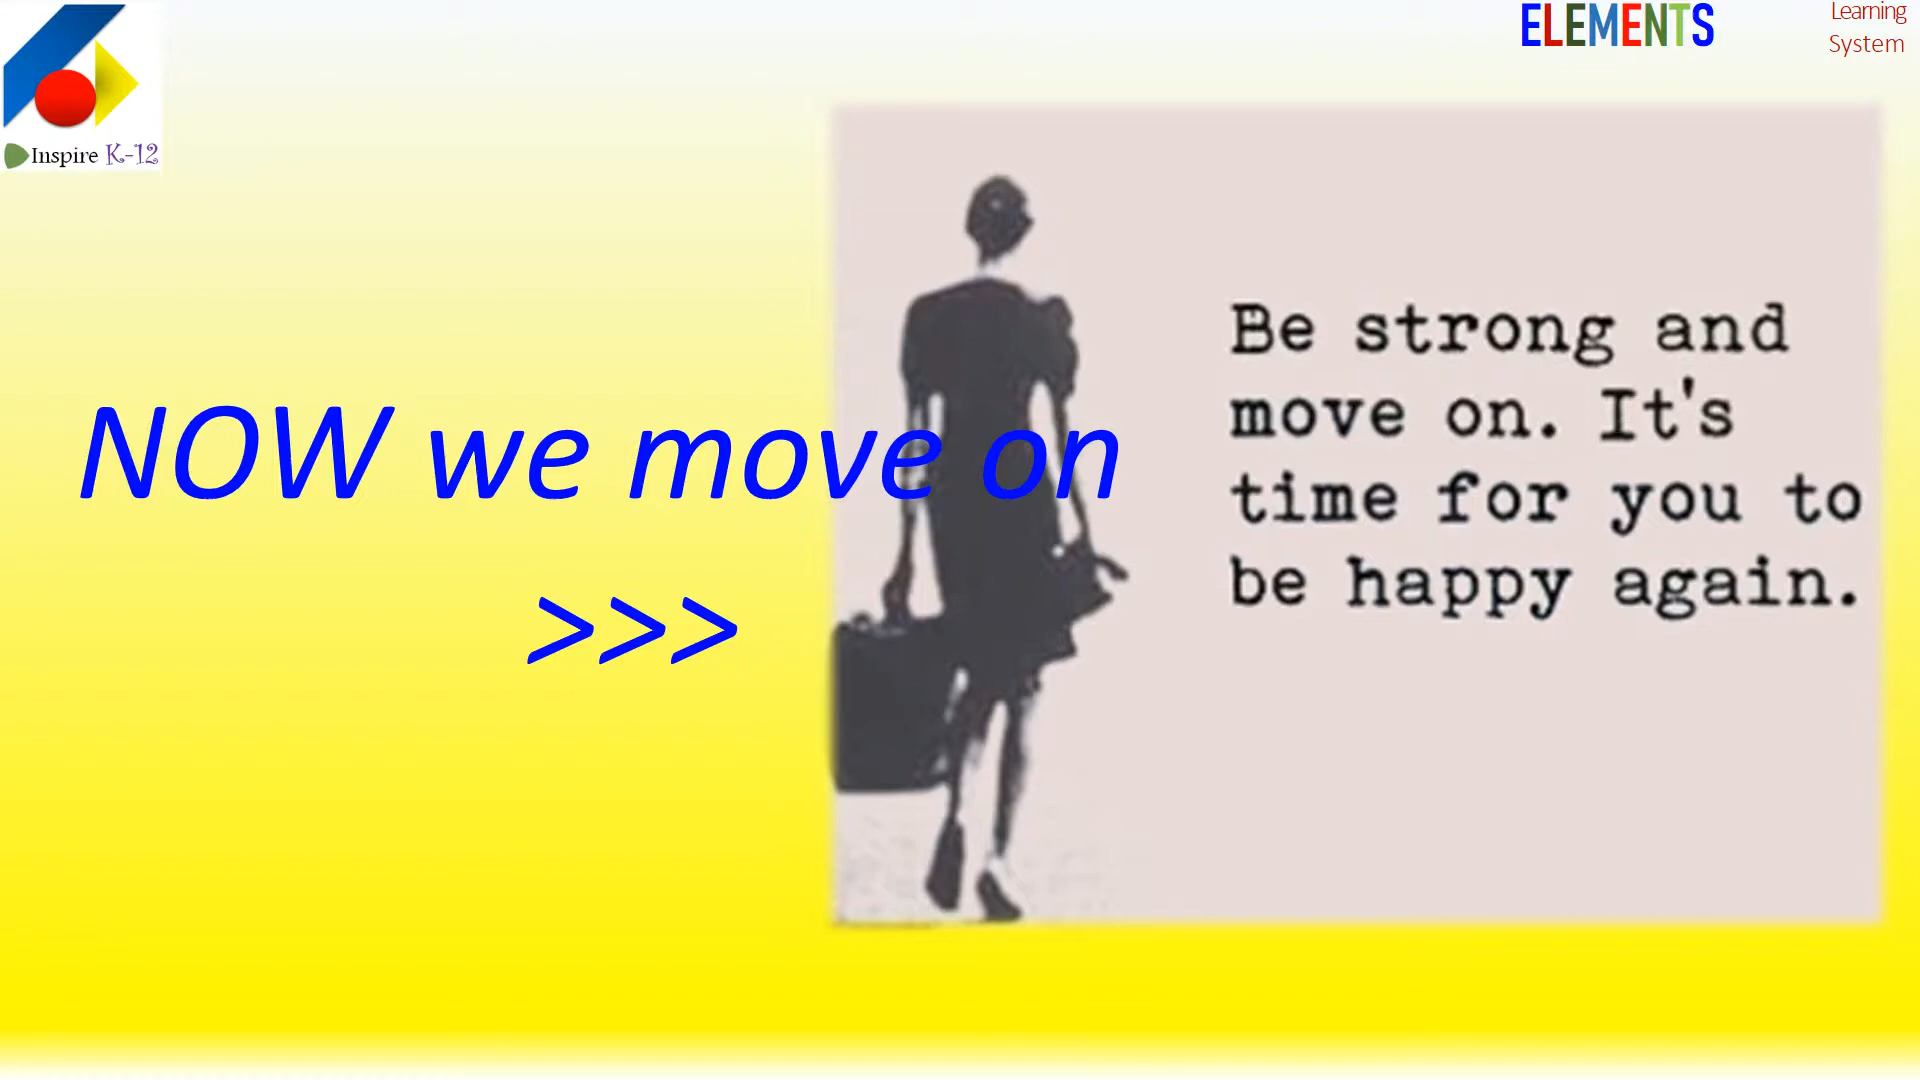 ELEMENTS
Learning
System
Inspire K-12
NOW we move on
>>>
Be strong and
move on. It's
time for you to
be happy again.